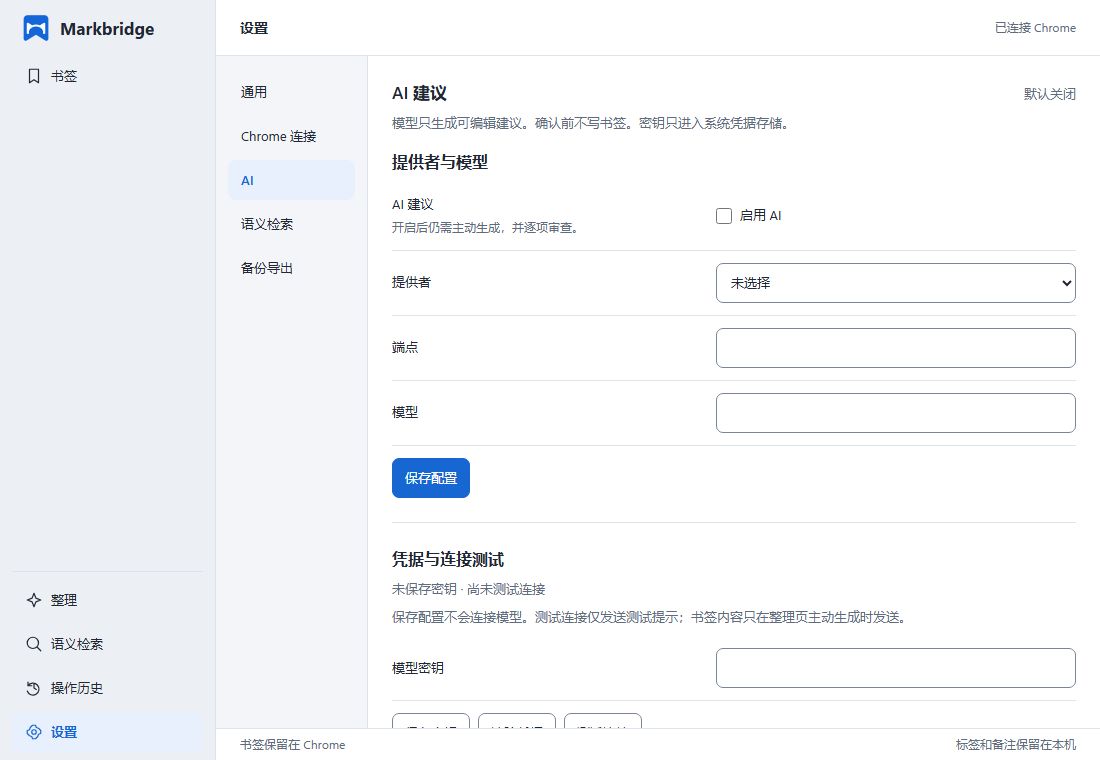 Markbridge
书签
整理
语义检索
操作历史
设置
设置
已连接 Chrome
通用
Chrome 连接
AI
语义检索
备份导出
AI 建议
默认关闭
模型只生成可编辑建议。确认前不写书签。密钥只进入系统凭据存储。
提供者与模型
AI 建议
开启后仍需主动生成，并逐项审查。
启用 AI
提供者
未选择
端点
模型
保存配置
凭据与连接测试
未保存密钥 · 尚未测试连接
保存配置不会连接模型。测试连接仅发送测试提示；书签内容只在整理页主动生成时发送。
模型密钥
书签保留在 Chrome
标签和备注保留在本机